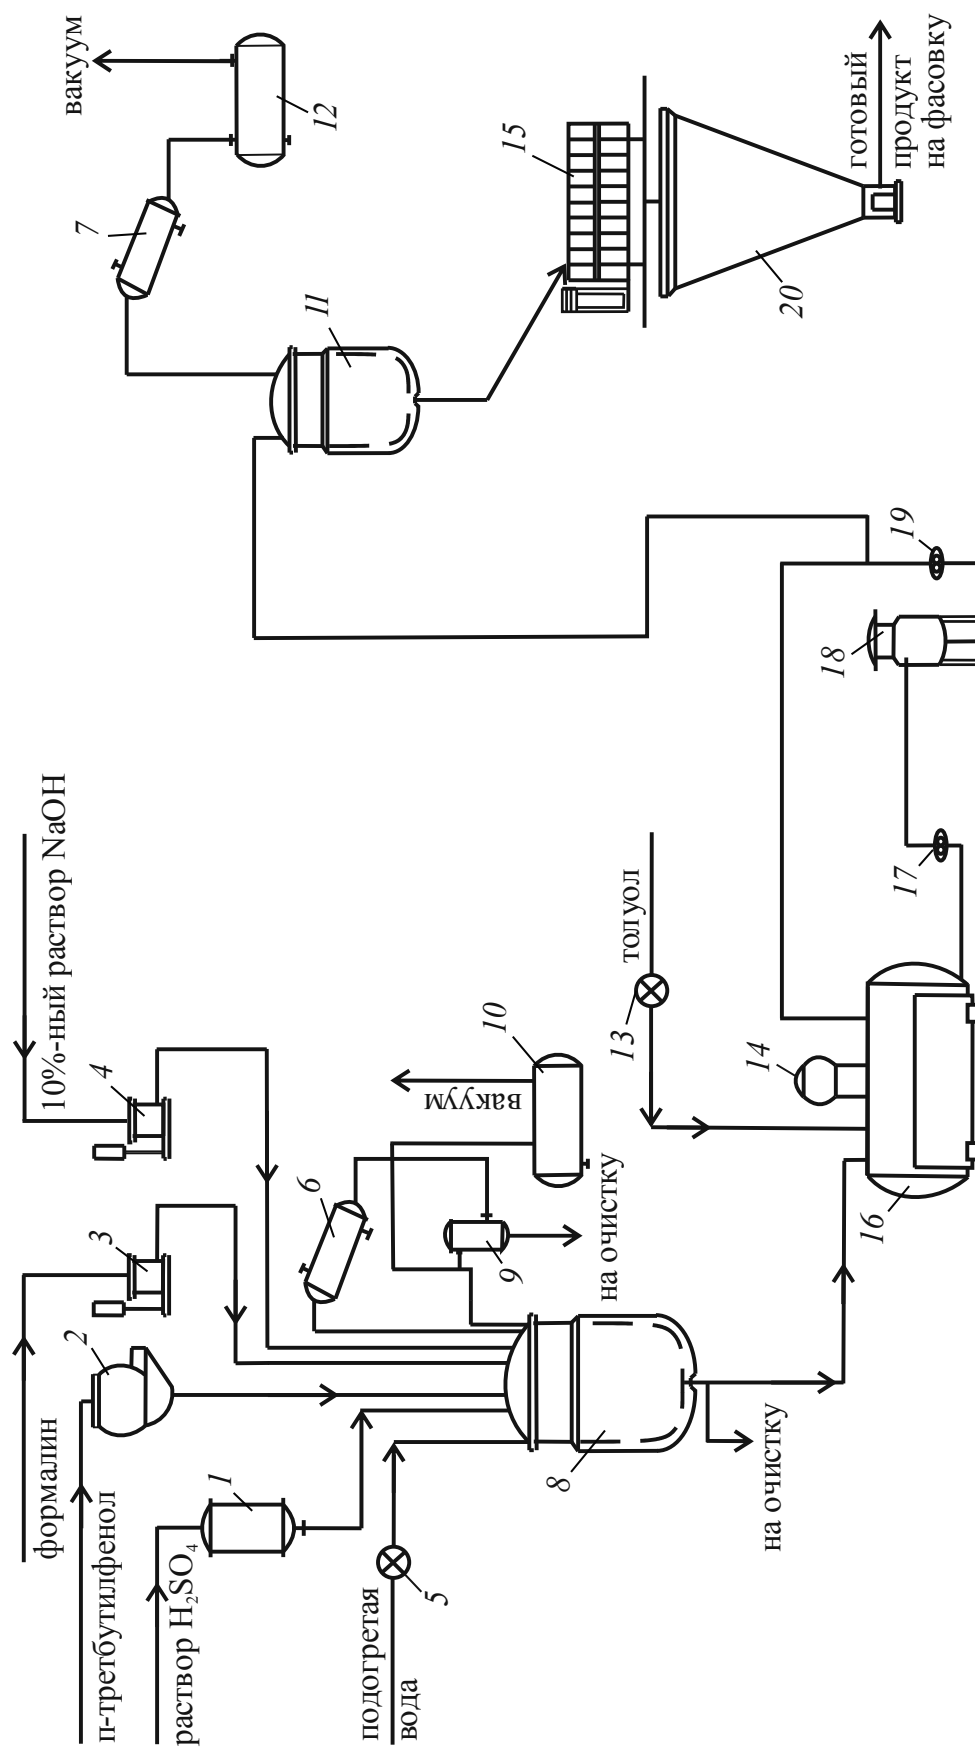 формалин
п-третбутилфенол
раствор H₂SO₄
подогретая
вода
10%-ный раствор NaOH
1
2
3
4
5
6
7
8
9
10
11
12
13
14
15
16
17
18
19
20
вакуум
на очистку
на очистку
толуол
вакуум
готовый
продукт
на фасовку